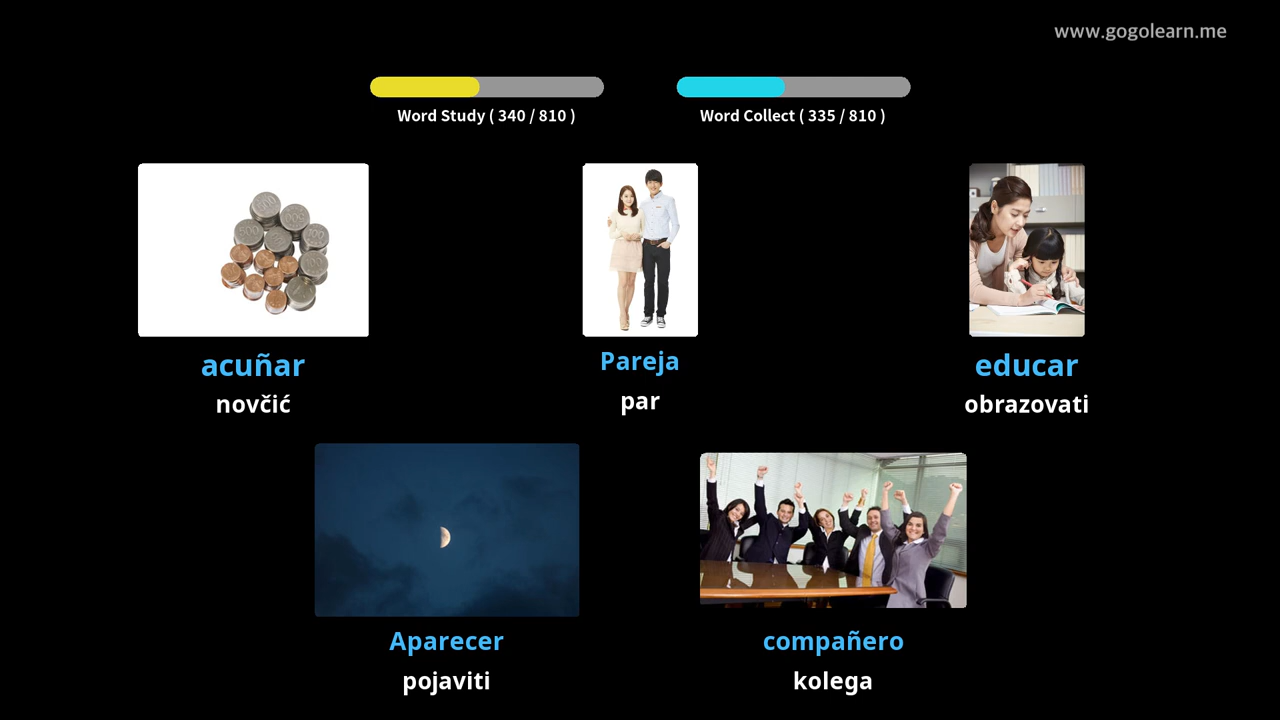 www.gogolearn.me
Word Study ( 340 / 810 )
Word Collect ( 335 / 810 )
acuñar
novčić
Pareja
par
educar
obrazovati
Aparecer
pojaviti
compañero
kolega